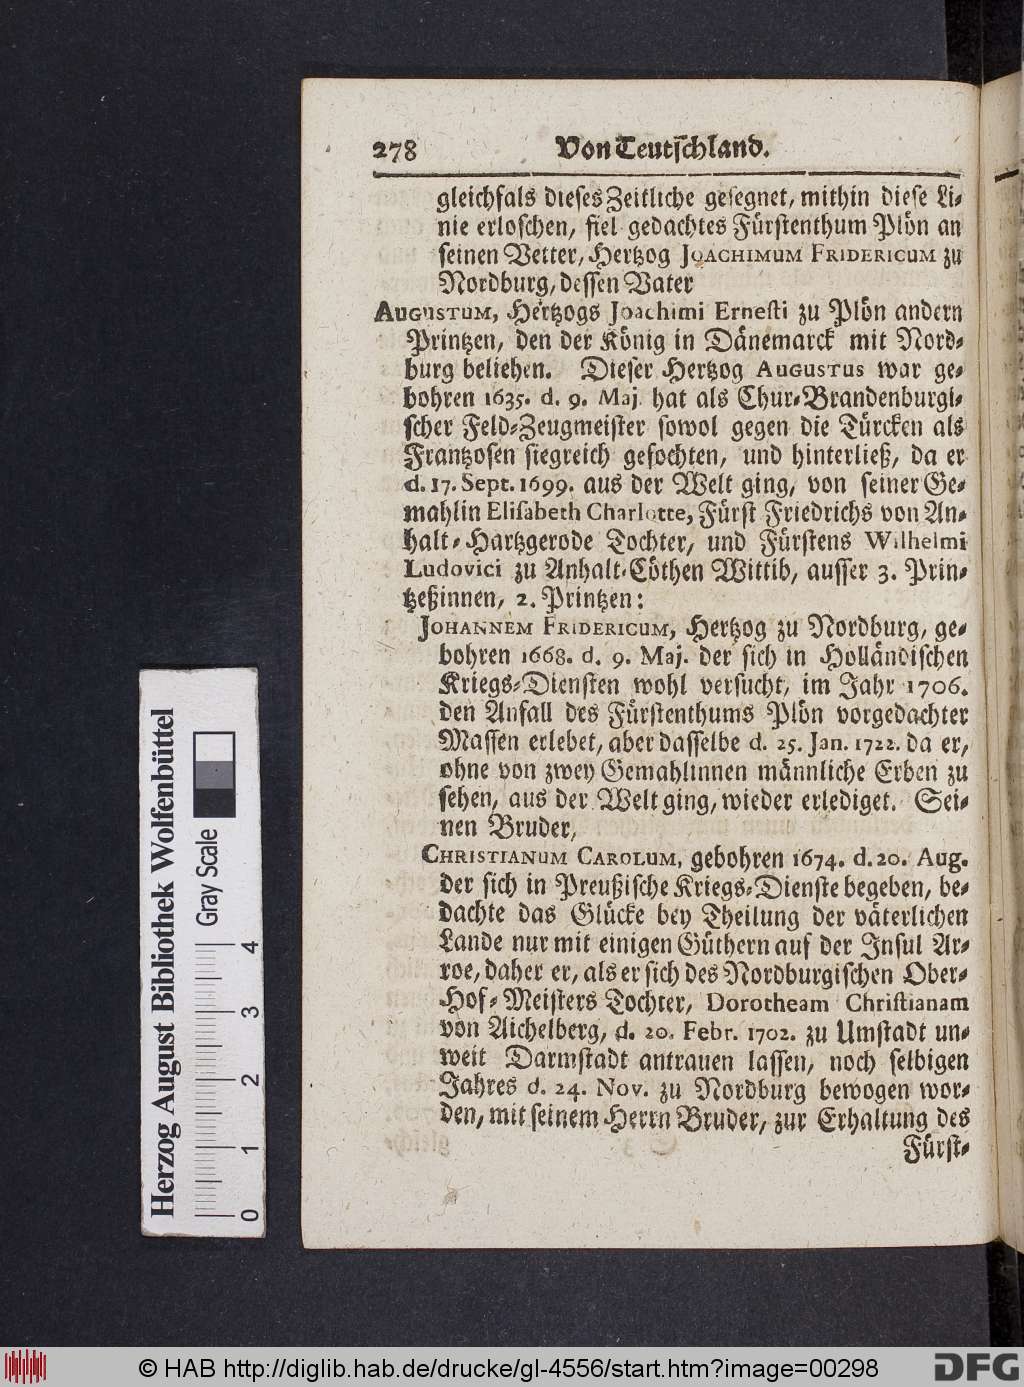 278 Von Teutschland.
gleichfals dieses Zeitliche gesegnet, mithin diese Li-
nie erloschen, fiel gedachtes Fürstenthum Plön an
seinen Vetter, Hertzog JOACHIMUM FRIDERICUM zu
Nordburg, dessen Vater
AUGUSTUM, Hertzogs Joachimi Ernesti zu Plön andern
Printzen, den der König in Dänemarck mit Nord-
burg beliehen. Dieser Hertzog AUGUSTUS war ge-
bohren 1635. d. 9. Maj. hat als Chur-Brandenburgi-
scher Feld-Zeugmeister sowol gegen die Türcken als
Frantzosen siegreich gefochten, und hinterließ, da er
d. 17. Sept. 1699. aus der Welt ging, von seiner Ge-
mahlin Elisabeth Charlotte, Fürst Friedrichs von An-
halt-Hartzgerode Tochter, und Fürstens Wilhelmi
Ludovici zu Anhalt-Cöthen Wittib, ausser 3. Prin-
tzeßinnen, 2. Printzen:
JOHANNEM FRIDERICUM, Hertzog zu Nordburg, ge-
bohren 1668. d. 9. Maj. der sich in Holländischen
Kriegs-Diensten wohl versucht, im Jahr 1706.
den Anfall des Fürstenthums Plön vorgedachter
Massen erlebet, aber dasselbe d. 25. Jan. 1722. da er,
ohne von zwey Gemahlinnen männliche Erben zu
sehen, aus der Welt ging, wieder erlediget. Sei-
nen Bruder,
CHRISTIANUM CAROLUM, gebohren 1674. d. 20. Aug.
der sich in Preußische Kriegs-Dienste begeben, be-
dachte das Glücke bey Theilung der väterlichen
Lande nur mit einigen Güthern auf der Insul Ar-
roe, daher er, als er sich des Nordburgischen Ober-
Hof-Meisters Tochter, Dorotheam Christianam
von Aichelberg, d. 20. Febr. 1702. zu Umstadt un-
weit Darmstadt antrauen lassen, noch selbigen
Jahres d. 24. Nov. zu Nordburg bewogen wor-
den, mit seinem Herrn Bruder, zur Erhaltung des
Fürst-
Herzog August Bibliothek Wolfenbüttel
Gray Scale
0 1 2 3 4
© HAB http://diglib.hab.de/drucke/gl-4556/start.htm?image=00298
DFG